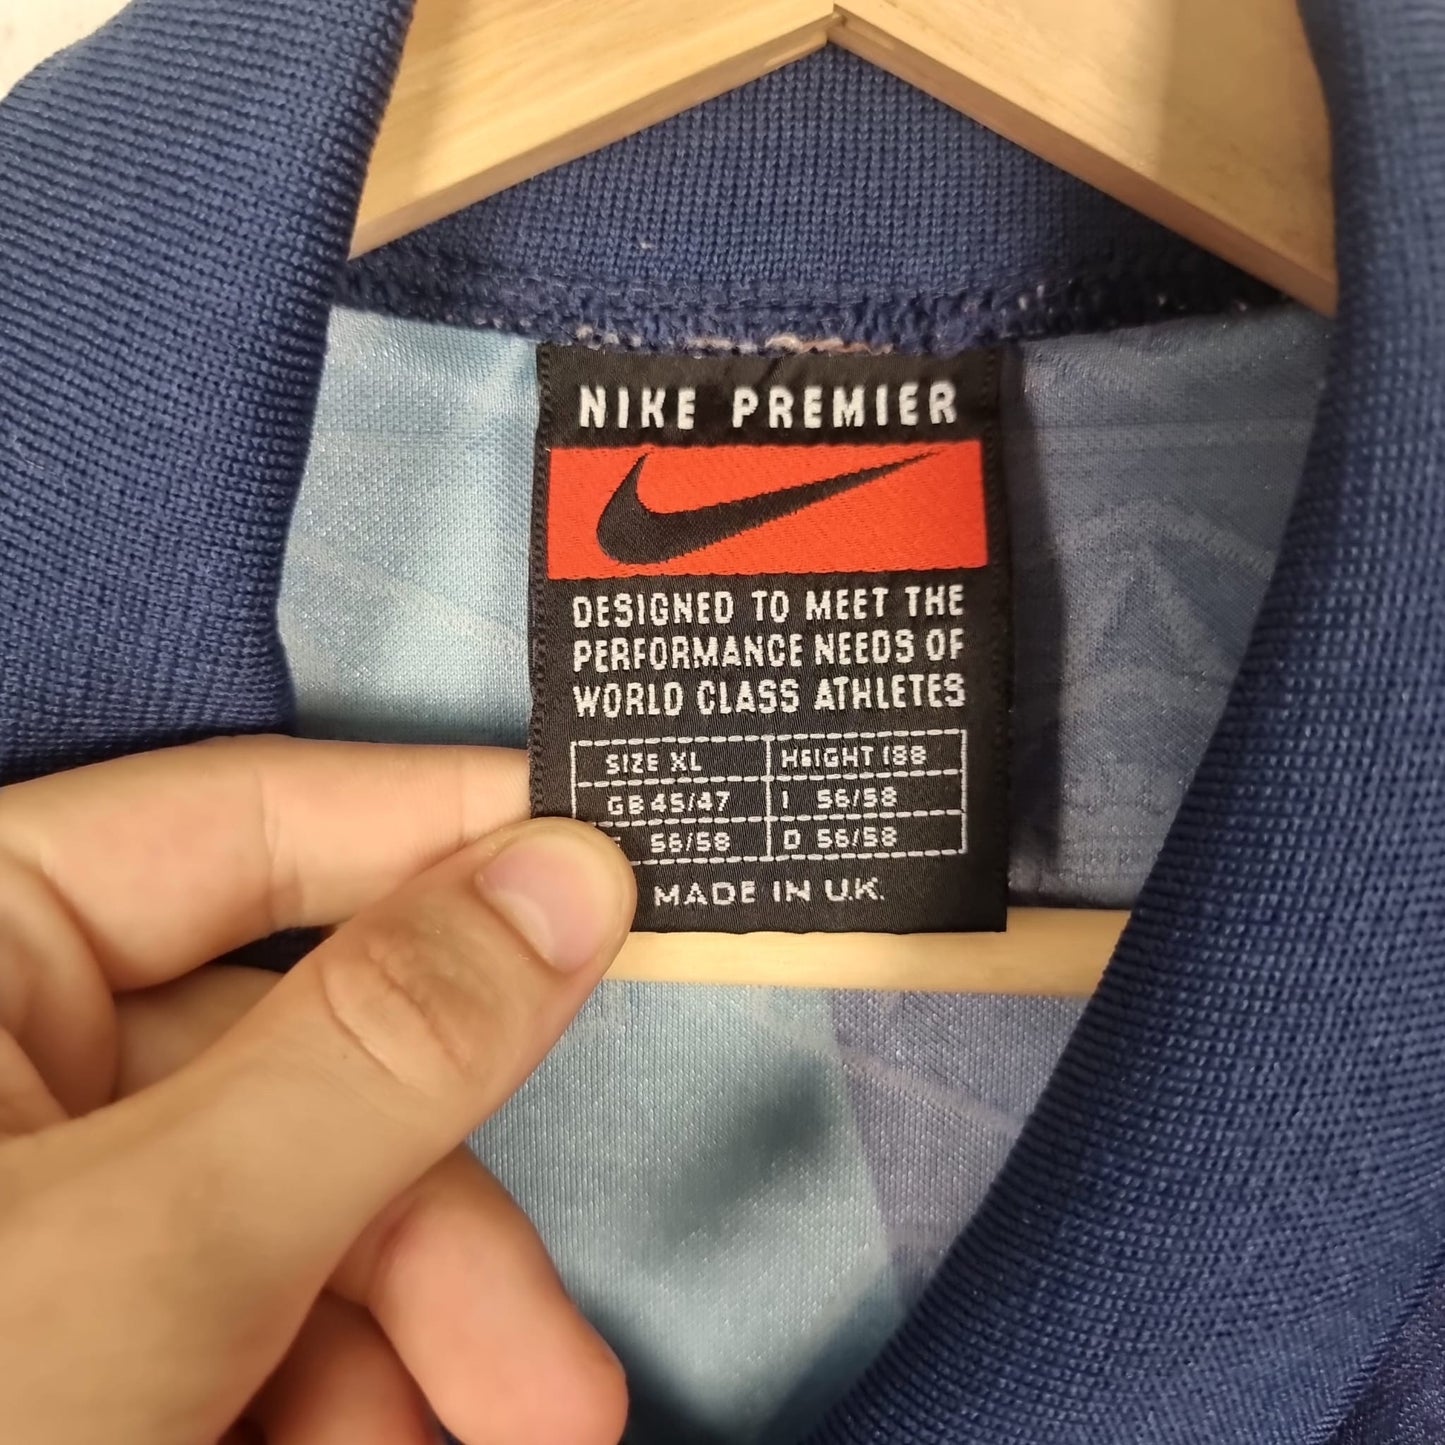 NIKE PREMIER
DESIGNED TO MEET THE
PERFORMANCE NEEDS OF
WORLD CLASS ATHLETES
SIZE XL HEIGHT 188
GB 45/47 I 56/58
56/58 D 56/58
MADE IN U.K.